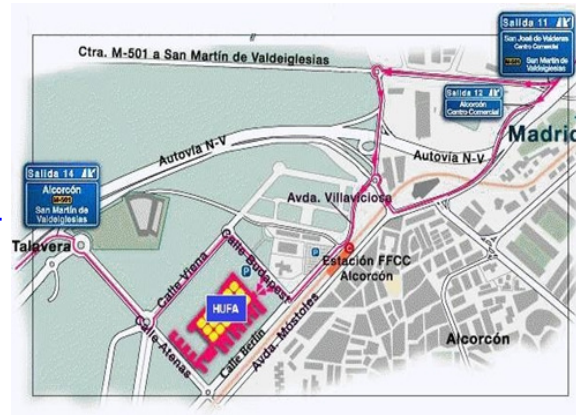 Salida 11
San José de Valderas
Centro Comercial
San Martín de
Valdeiglesias
Ctra. M-501 a San Martín de Valdeiglesias
Salida 12
Alcorcón
Centro Comercial
Madrid
Autovía N-V
Autovía N-V
Salida 14
Alcorcón
M-501
San Martín de
Valdeiglesias
Avda. Villaviciosa
Talavera
Calle Viena
Calle Budapest
P
P
Estación FFCC
Alcorcón
HUFA
Calle Berlín
Avda. Móstoles
Calle Atenas
Alcorcón